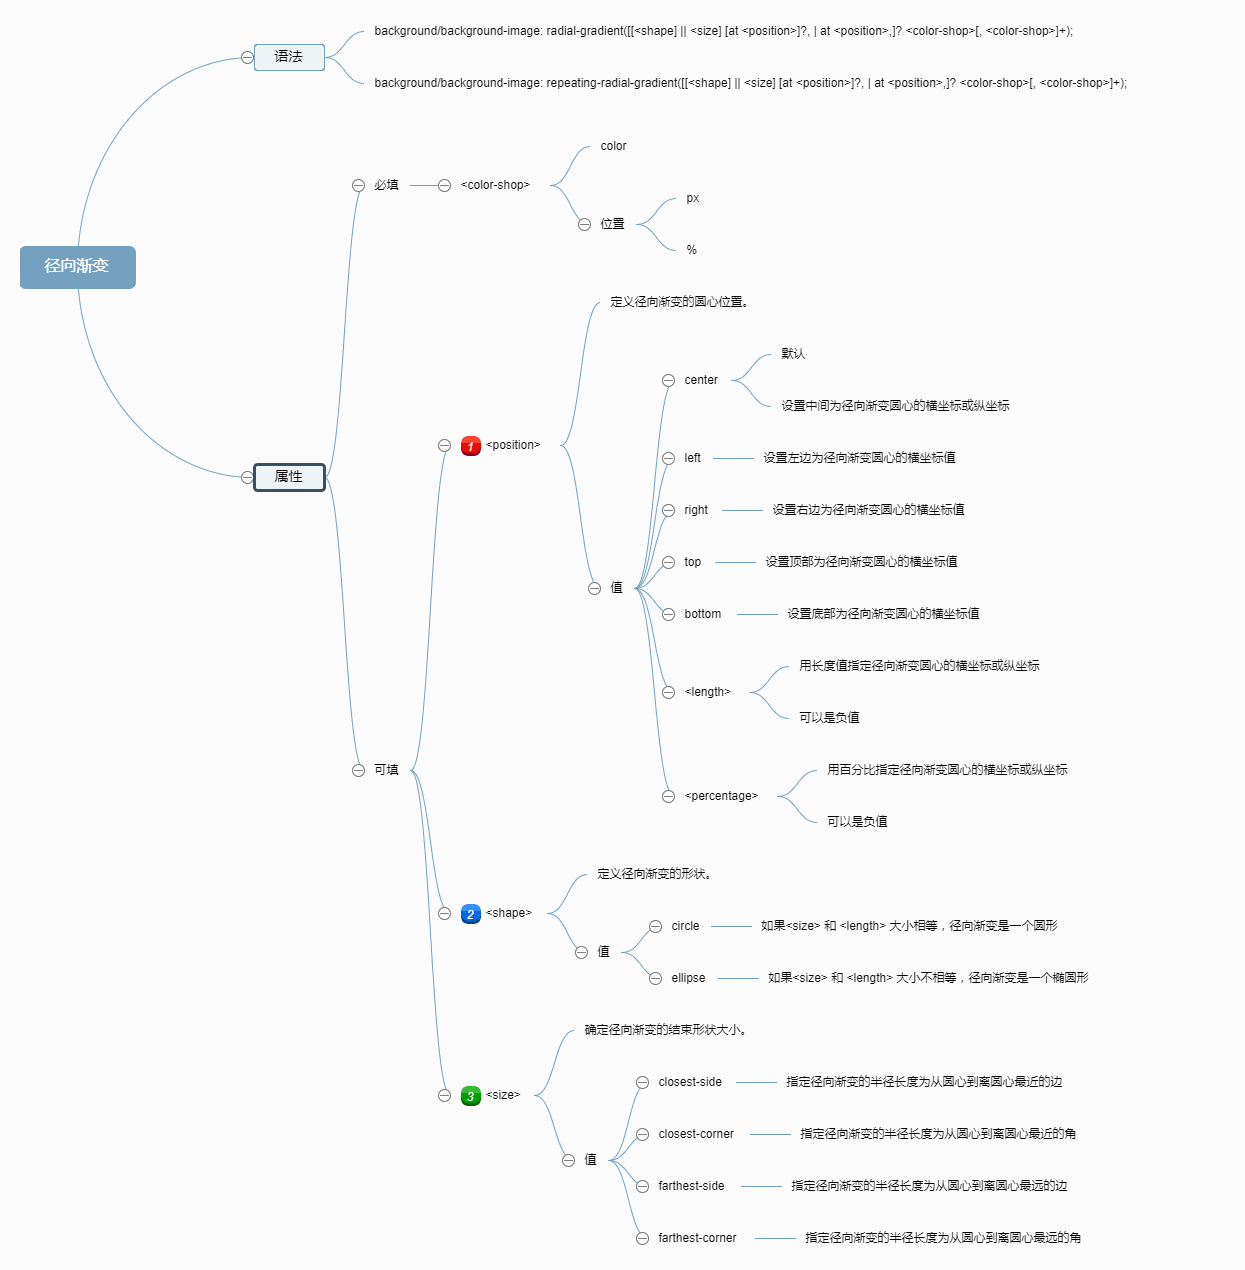 径向渐变
语法
background/background-image: radial-gradient([[<shape] || <size] [at <position>]?, | at <position>,]? <color-shop>[, <color-shop>]+);
background/background-image: repeating-radial-gradient([[<shape] || <size] [at <position>]?, | at <position>,]? <color-shop>[, <color-shop>]+);
属性
必填
<color-shop>
color
位置
px
%
可填
1 <position>
定义径向渐变的圆心位置。
值
center
默认
设置中间为径向渐变圆心的横坐标或纵坐标
left
设置左边为径向渐变圆心的横坐标值
right
设置右边为径向渐变圆心的横坐标值
top
设置顶部为径向渐变圆心的横坐标值
bottom
设置底部为径向渐变圆心的横坐标值
<length>
用长度值指定径向渐变圆心的横坐标或纵坐标
可以是负值
<percentage>
用百分比指定径向渐变圆心的横坐标或纵坐标
可以是负值
2 <shape>
定义径向渐变的形状。
值
circle
如果<size> 和 <length> 大小相等，径向渐变是一个圆形
ellipse
如果<size> 和 <length> 大小不相等，径向渐变是一个椭圆形
3 <size>
确定径向渐变的结束形状大小。
值
closest-side
指定径向渐变的半径长度为从圆心到离圆心最近的边
closest-corner
指定径向渐变的半径长度为从圆心到离圆心最近的角
farthest-side
指定径向渐变的半径长度为从圆心到离圆心最远的边
farthest-corner
指定径向渐变的半径长度为从圆心到离圆心最远的角